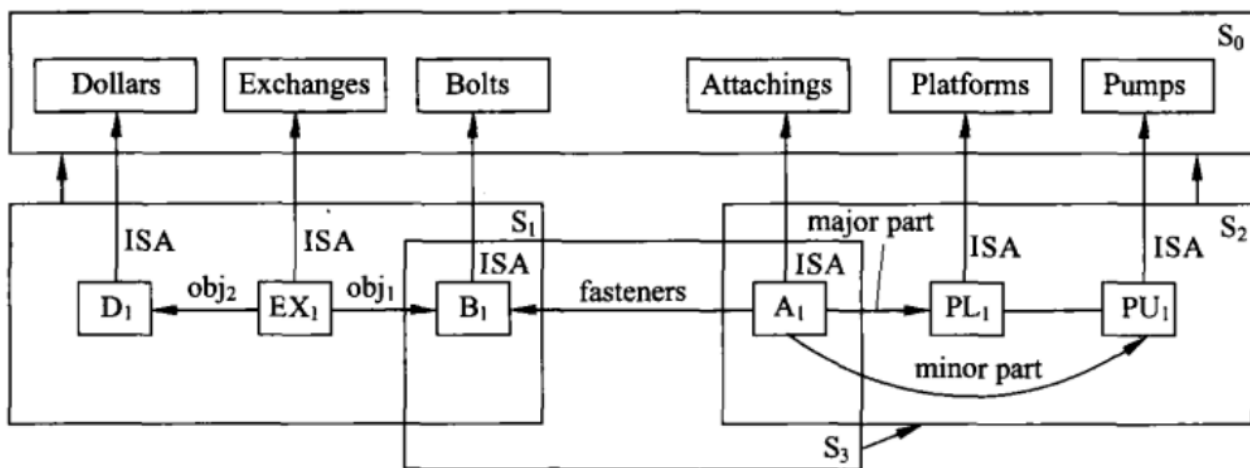 S₀
Dollars Exchanges Bolts Attachings Platforms Pumps
S₁ major part S₂
ISA ISA ISA ISA ISA ISA
obj₂ obj₁ fasteners
D₁ EX₁ B₁ A₁ PL₁ PU₁
minor part
S₃